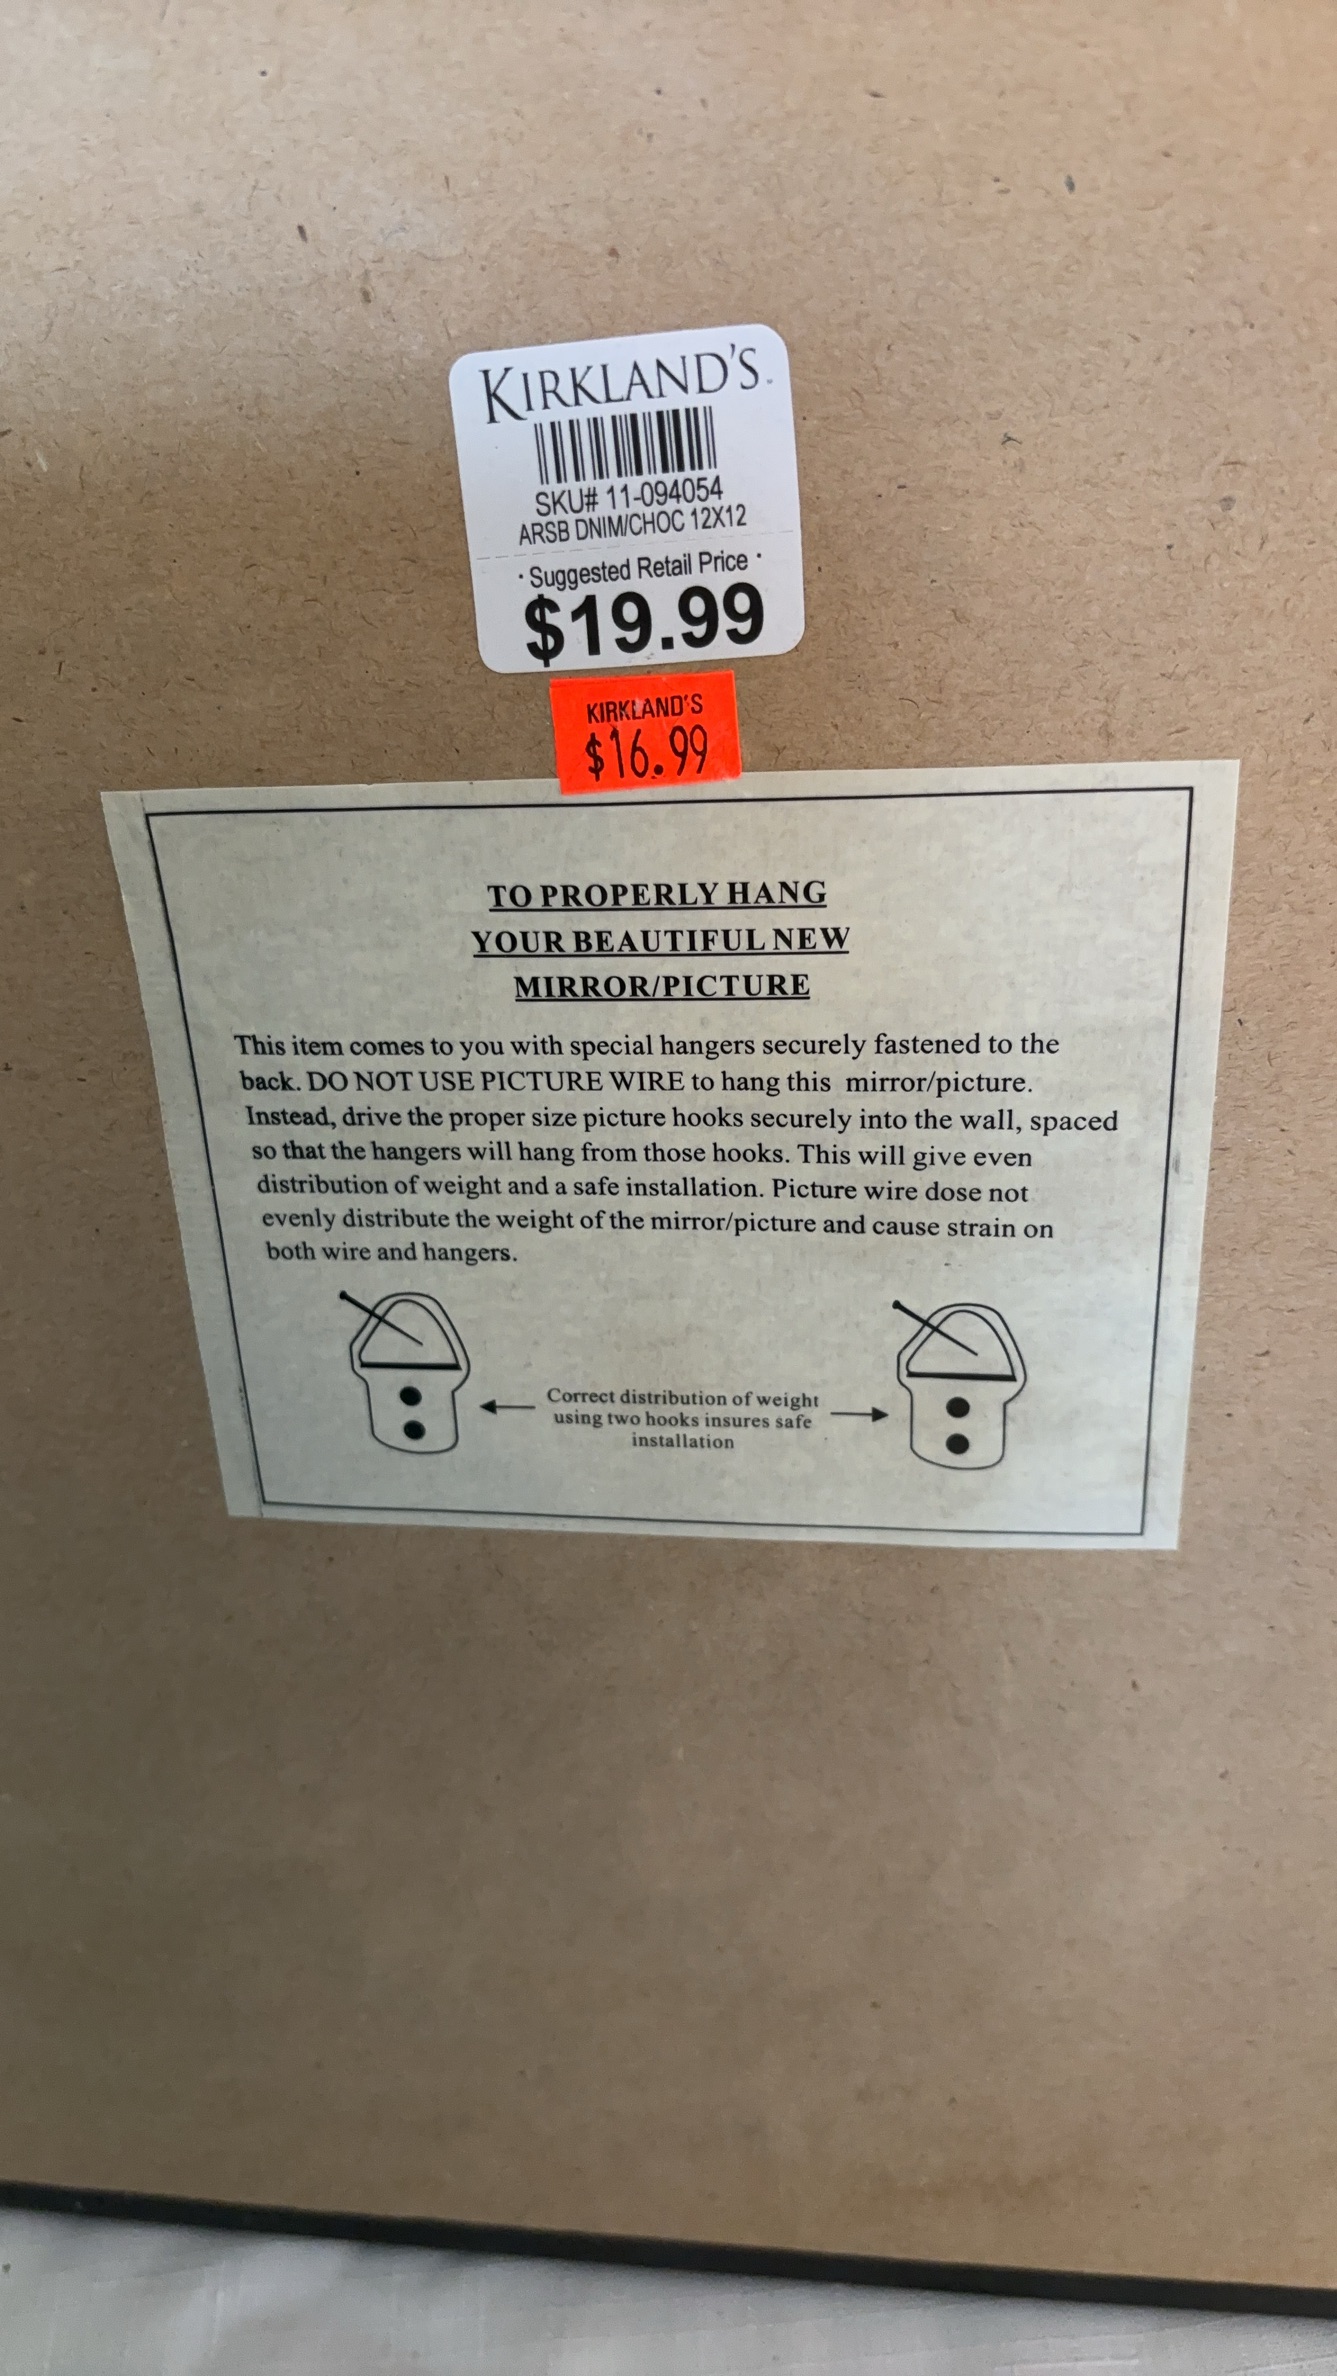 KIRKLAND'S
SKU# 11-094054
ARSB DNIM/CHOC 12X12
· Suggested Retail Price ·
$19.99
KIRKLAND'S
$16.99
TO PROPERLY HANG
YOUR BEAUTIFUL NEW
MIRROR/PICTURE
This item comes to you with special hangers securely fastened to the
back. DO NOT USE PICTURE WIRE to hang this mirror/picture.
Instead, drive the proper size picture hooks securely into the wall, spaced
so that the hangers will hang from those hooks. This will give even
distribution of weight and a safe installation. Picture wire dose not
evenly distribute the weight of the mirror/picture and cause strain on
both wire and hangers.
Correct distribution of weight
using two hooks insures safe
installation